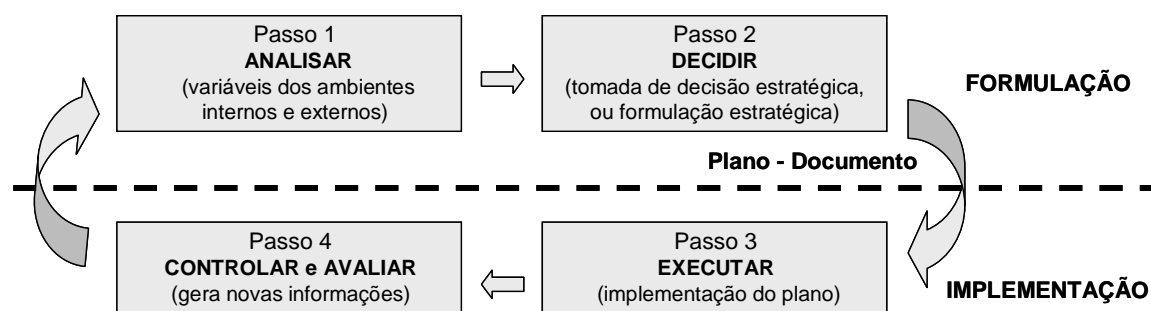 Passo 1
ANALISAR
(variáveis dos ambientes
internos e externos)
Passo 2
DECIDIR
(tomada de decisão estratégica,
ou formulação estratégica)
FORMULAÇÃO
Plano - Documento
Passo 4
CONTROLAR e AVALIAR
(gera novas informações)
Passo 3
EXECUTAR
(implementação do plano)
IMPLEMENTAÇÃO